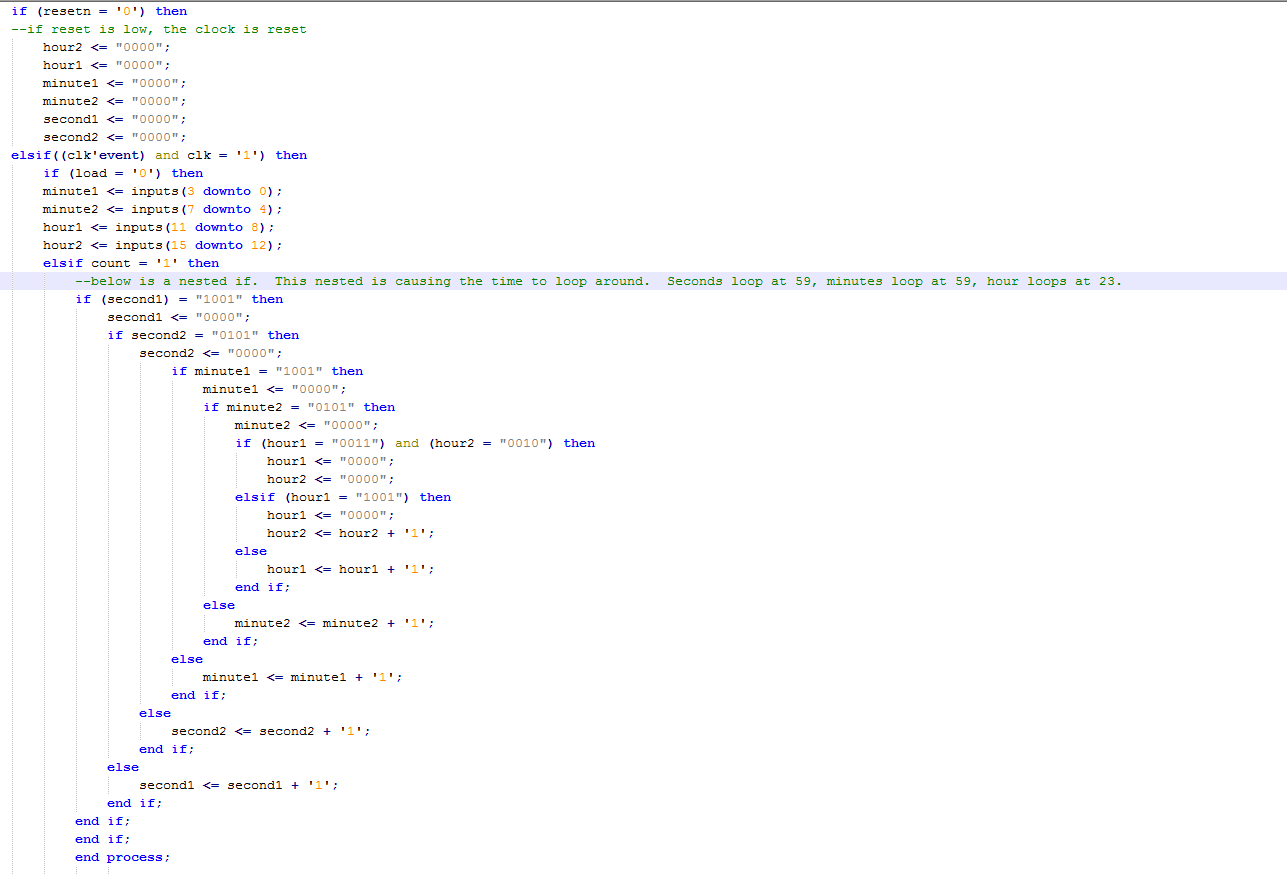 if (resetn = '0') then
--if reset is low, the clock is reset
hour2 <= "0000";
hour1 <= "0000";
minute1 <= "0000";
minute2 <= "0000";
second1 <= "0000";
second2 <= "0000";
elsif((clk'event) and clk = '1') then
if (load = '0') then
minute1 <= inputs(3 downto 0);
minute2 <= inputs(7 downto 4);
hour1 <= inputs(11 downto 8);
hour2 <= inputs(15 downto 12);
elsif count = '1' then
--below is a nested if.  This nested is causing the time to loop around.  Seconds loop at 59, minutes loop at 59, hour loops at 23.
if (second1) = "1001" then
second1 <= "0000";
if second2 = "0101" then
second2 <= "0000";
if minute1 = "1001" then
minute1 <= "0000";
if minute2 = "0101" then
minute2 <= "0000";
if (hour1 = "0011") and (hour2 = "0010") then
hour1 <= "0000";
hour2 <= "0000";
elsif (hour1 = "1001") then
hour1 <= "0000";
hour2 <= hour2 + '1';
else
hour1 <= hour1 + '1';
end if;
else
minute2 <= minute2 + '1';
end if;
else
minute1 <= minute1 + '1';
end if;
else
second2 <= second2 + '1';
end if;
else
second1 <= second1 + '1';
end if;
end if;
end if;
end process;